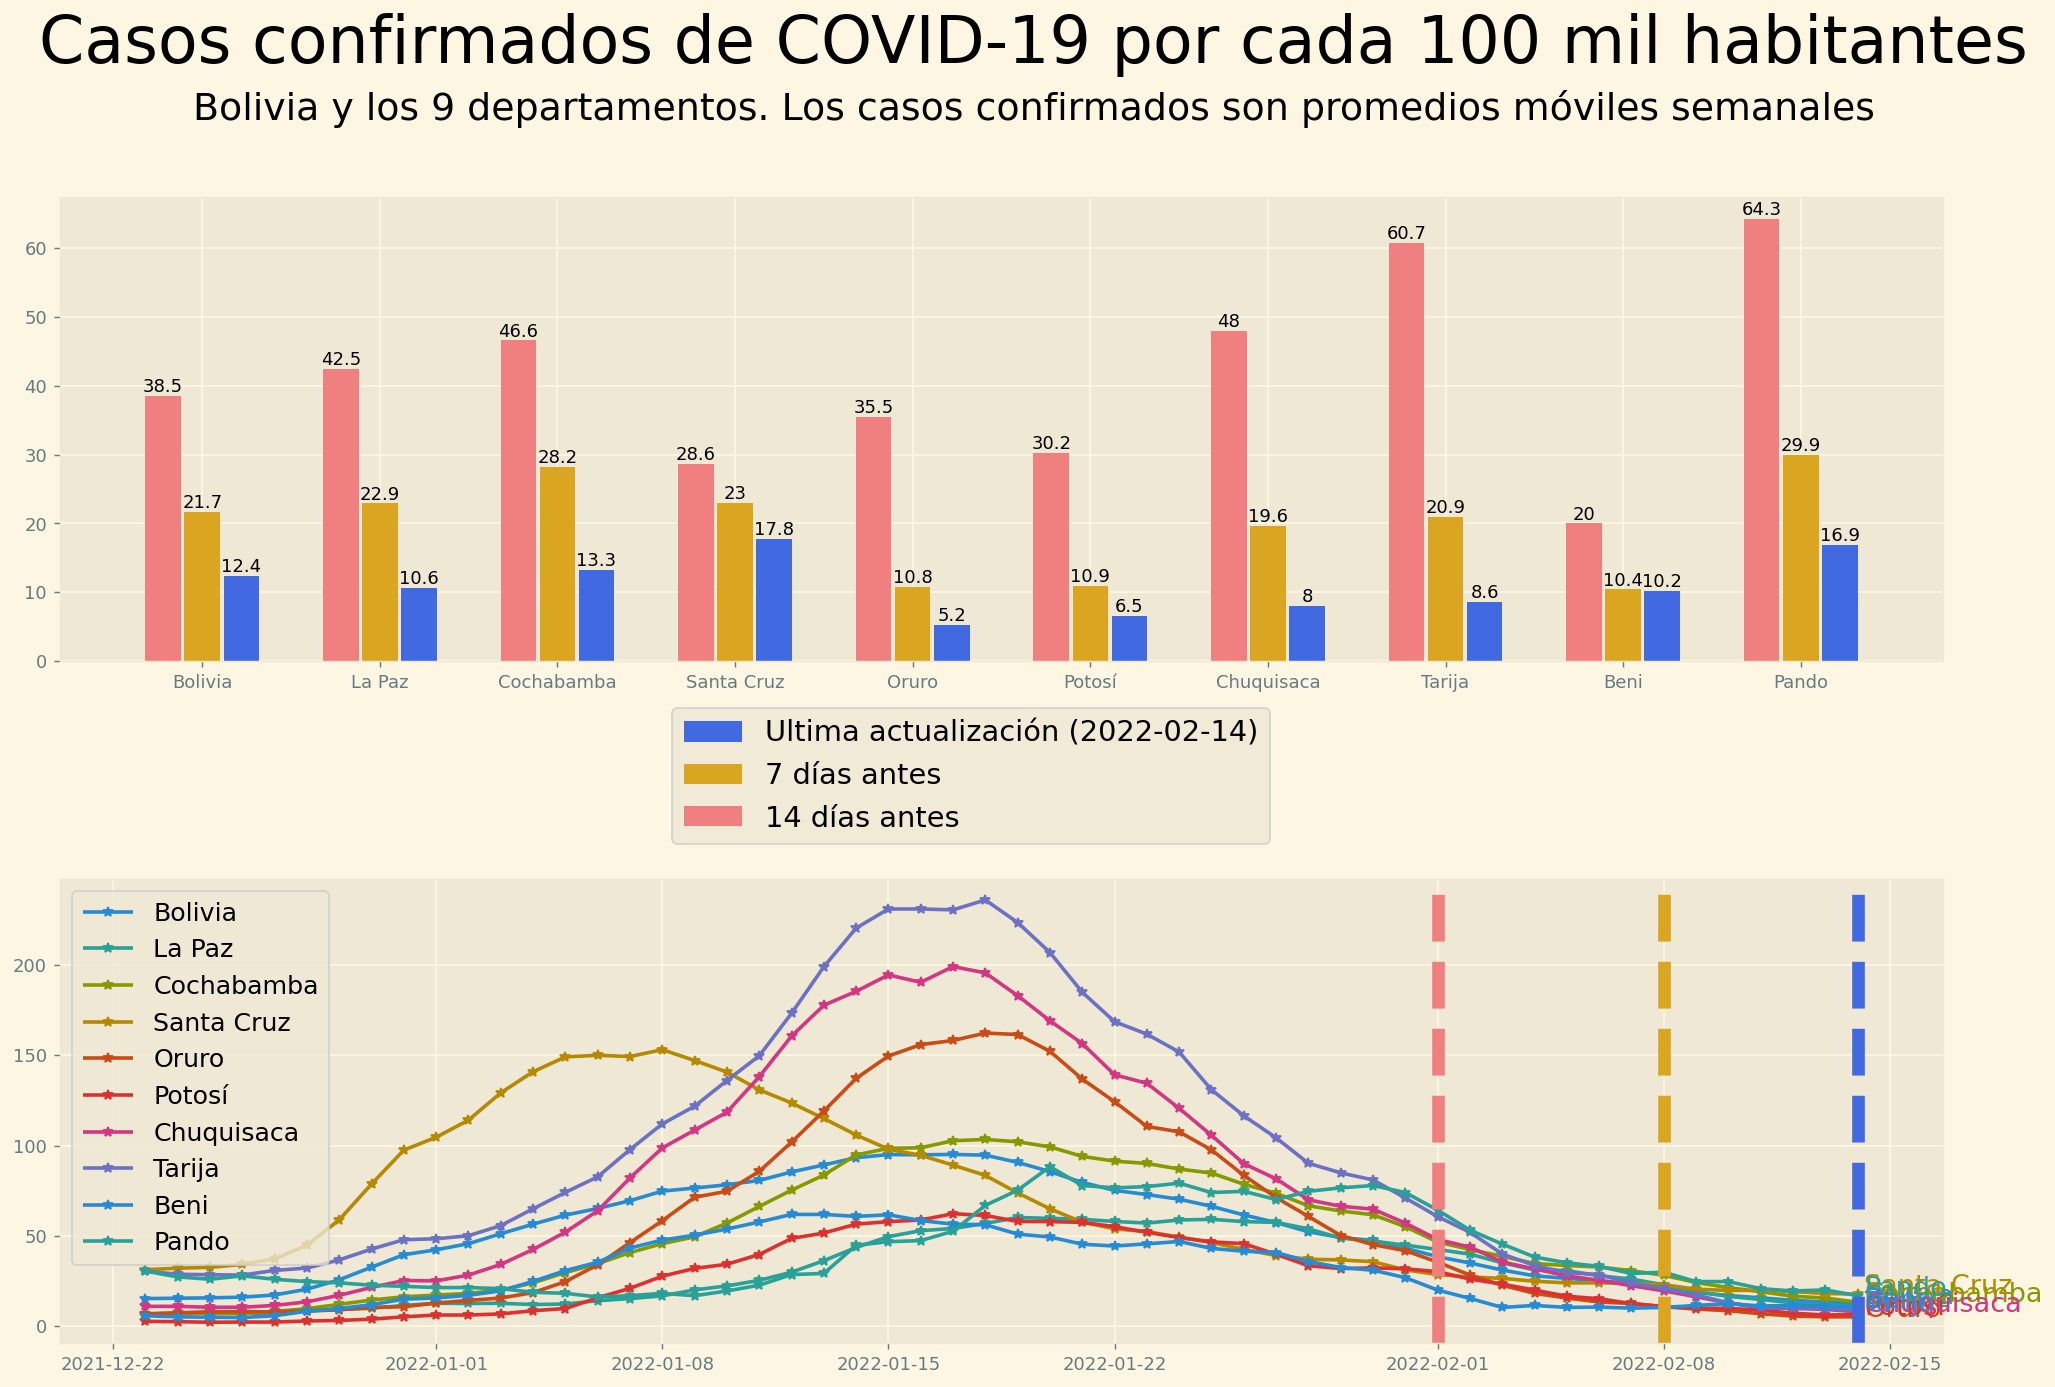 Casos confirmados de COVID-19 por cada 100 mil habitantes
Bolivia y los 9 departamentos. Los casos confirmados son promedios móviles semanales
60
50
40
30
20
10
0
38.5 21.7 12.4
42.5 22.9 10.6
46.6 28.2 13.3
28.6 23 17.8
35.5 10.8 5.2
30.2 10.9 6.5
48 19.6 8
60.7 20.9 8.6
20 10.4 10.2
64.3 29.9 16.9
Bolivia La Paz Cochabamba Santa Cruz Oruro Potosí Chuquisaca Tarija Beni Pando
Ultima actualización (2022-02-14)
7 días antes
14 días antes
200
150
100
50
0
Bolivia
La Paz
Cochabamba
Santa Cruz
Oruro
Potosí
Chuquisaca
Tarija
Beni
Pando
Santa Cruz
2021-12-22 2022-01-01 2022-01-08 2022-01-15 2022-01-22 2022-02-01 2022-02-08 2022-02-15